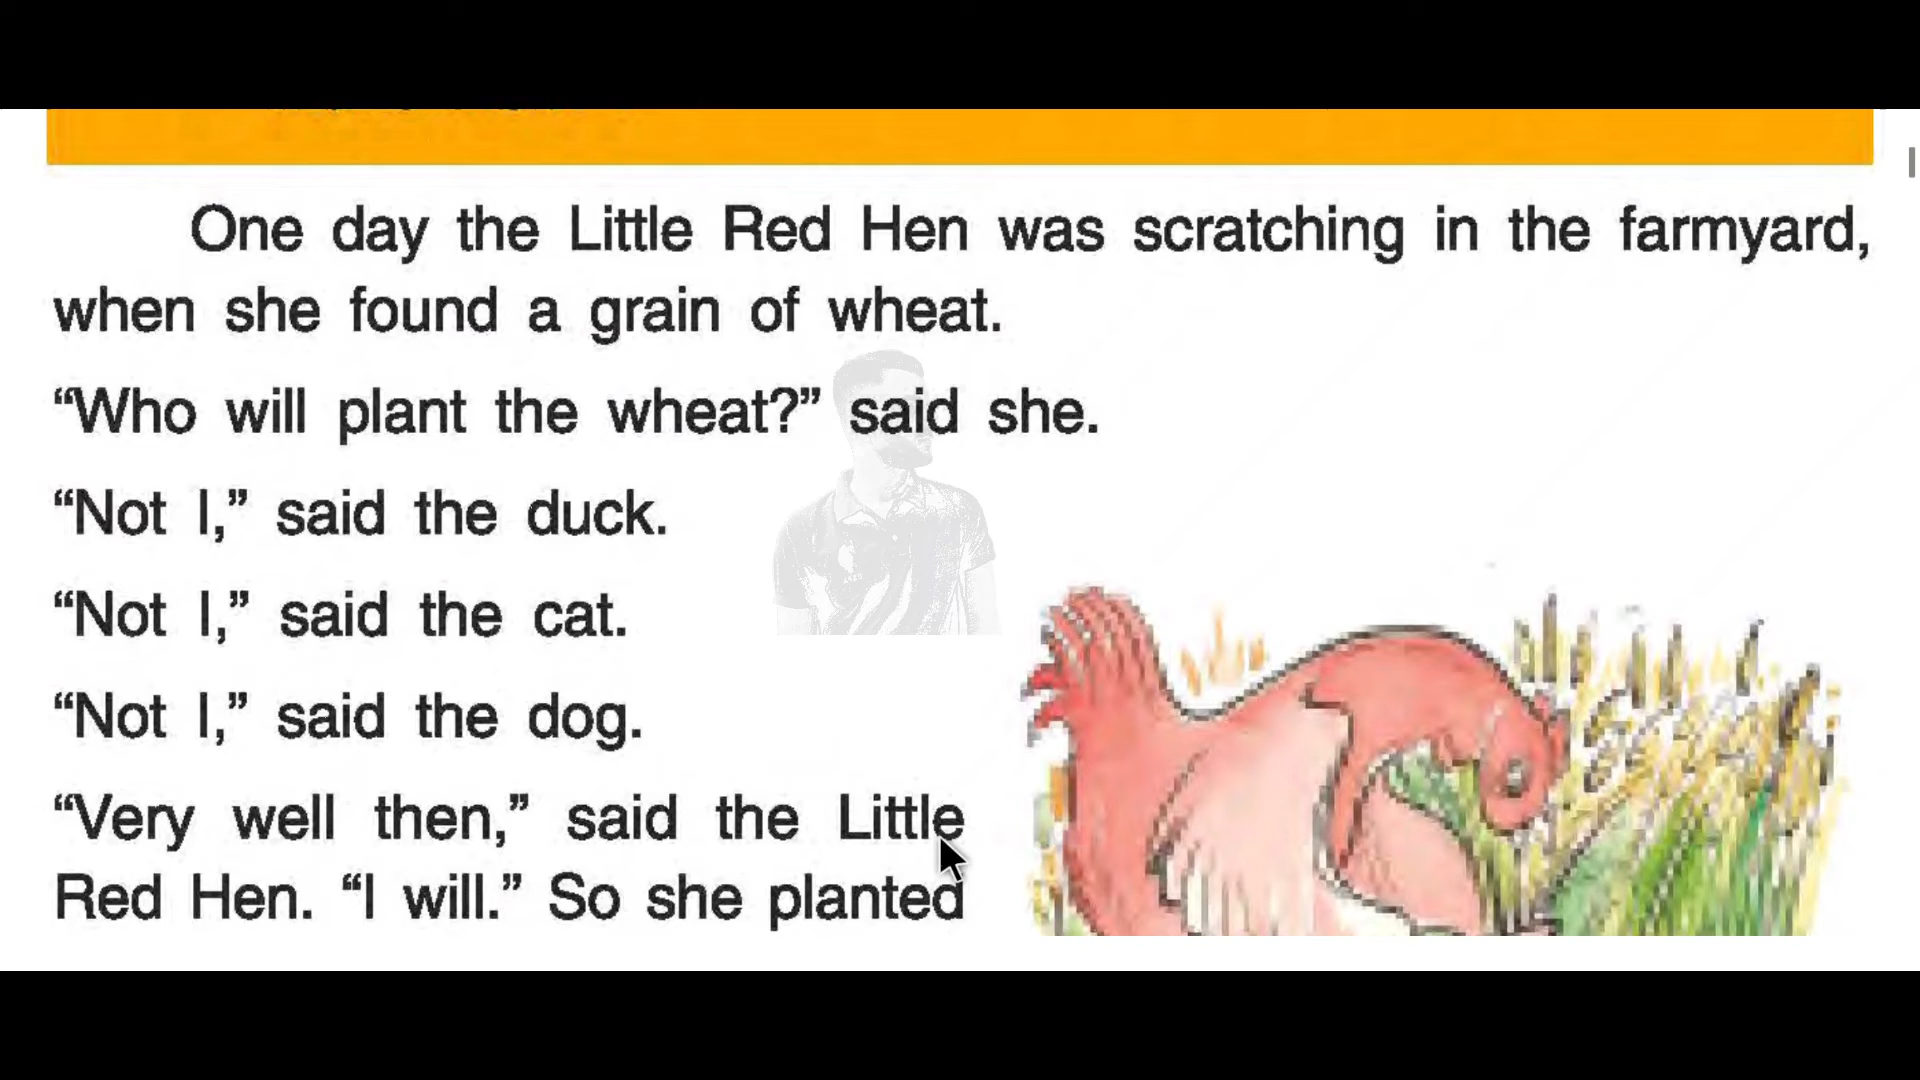 One day the Little Red Hen was scratching in the farmyard,
when she found a grain of wheat.
“Who will plant the wheat?” said she.
“Not I,” said the duck.
“Not I,” said the cat.
“Not I,” said the dog.
“Very well then,” said the Little
Red Hen. “I will.” So she planted